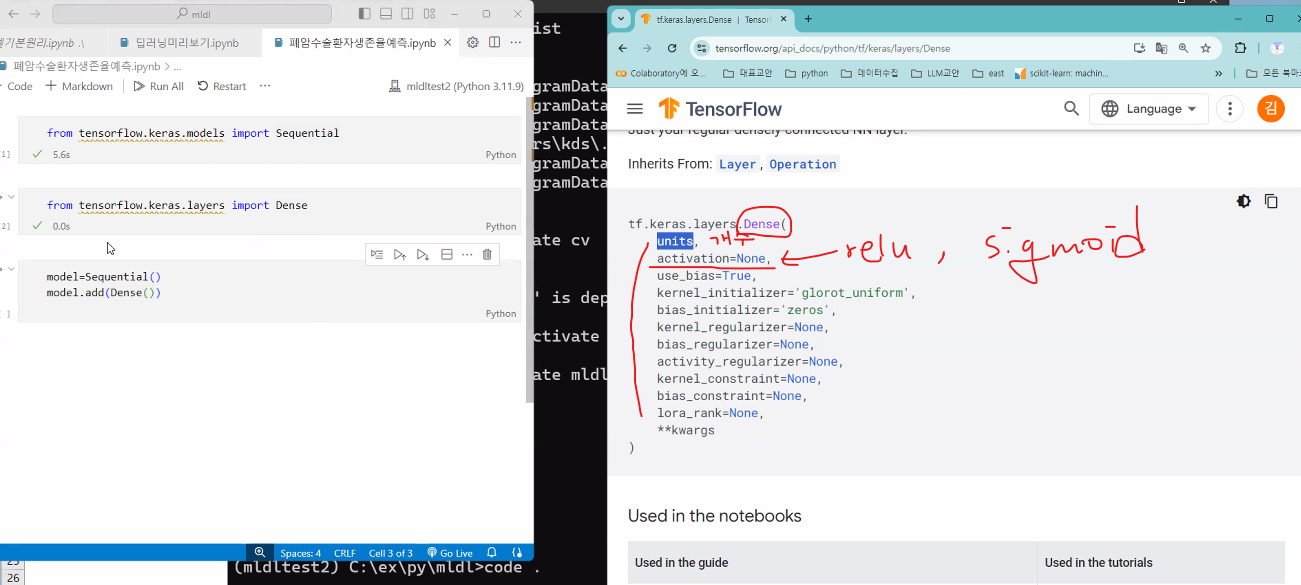 mldl
기본원리.ipynb .\
딥러닝미리보기.ipynb
폐암수술환자생존율예측.ipynb
폐암수술환자생존율예측.ipynb > ...
Code + Markdown
Run All
Restart
...
mldltest2 (Python 3.11.9)
from tensorflow.keras.models import Sequential
[1]
5.6s
Python
from tensorflow.keras.layers import Dense
[2]
0.0s
Python
model=Sequential()
model.add(Dense())
[ ]
Python
Spaces: 4
CRLF
Cell 3 of 3
Go Live
25
26
ist
gramData
gramData
gramData
rs\kds\.
gramData
gramData
ate cv
' is dep
ctivate
ate mldl
(mldltest2) C:\ex\py\mldl>code .
tf.keras.layers.Dense | Tensor
tensorflow.org/api_docs/python/tf/keras/layers/Dense
Colaboratory에 오...
대표교안
python
데이터수집
LLM교안
east
scikit-learn: machin...
»
모든 북마
TensorFlow
Language
김
Just your regular densely connected NN layer.
Inherits From: Layer, Operation
tf.keras.layers.Dense(
units,
개수
activation=None,
relu, sigmoid
use_bias=True,
kernel_initializer='glorot_uniform',
bias_initializer='zeros',
kernel_regularizer=None,
bias_regularizer=None,
activity_regularizer=None,
kernel_constraint=None,
bias_constraint=None,
lora_rank=None,
**kwargs
)
Used in the notebooks
Used in the guide
Used in the tutorials